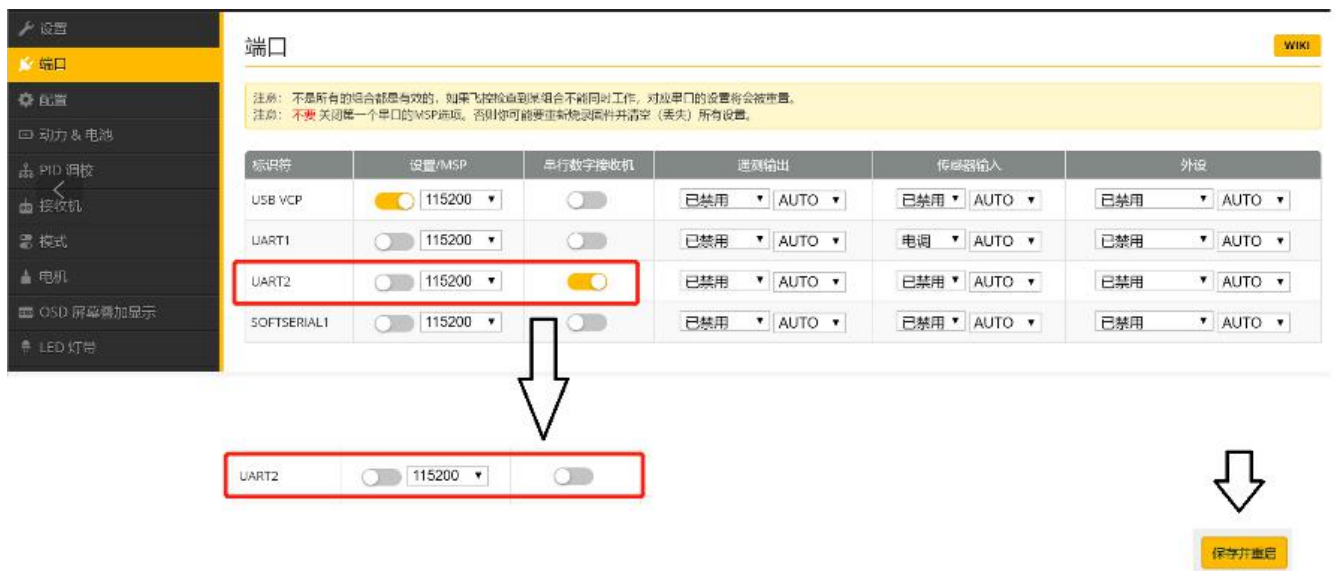 设置
端口
配置
动力 & 电池
PID 调校
接收机
模式
电机
OSD 屏幕叠加显示
LED 灯带
端口
WIKI
注意： 不是所有的组合都是有效的，如果飞控检查到某组合不能同时工作，对应串口的设置将会被重置。
注意： 不要 关闭第一个串口的MSP选项。否则你可能要重新烧录固件并清空（丢失）所有设置。
标识符 设置/MSP 串行数字接收机 遥测输出 传感器输入 外设
USB VCP 115200 已禁用 AUTO 已禁用 AUTO 已禁用 AUTO
UART1 115200 已禁用 AUTO 电调 AUTO 已禁用 AUTO
UART2 115200 已禁用 AUTO 已禁用 AUTO 已禁用 AUTO
SOFTSERIAL1 115200 已禁用 AUTO 已禁用 AUTO 已禁用 AUTO
UART2 115200
保存并重启